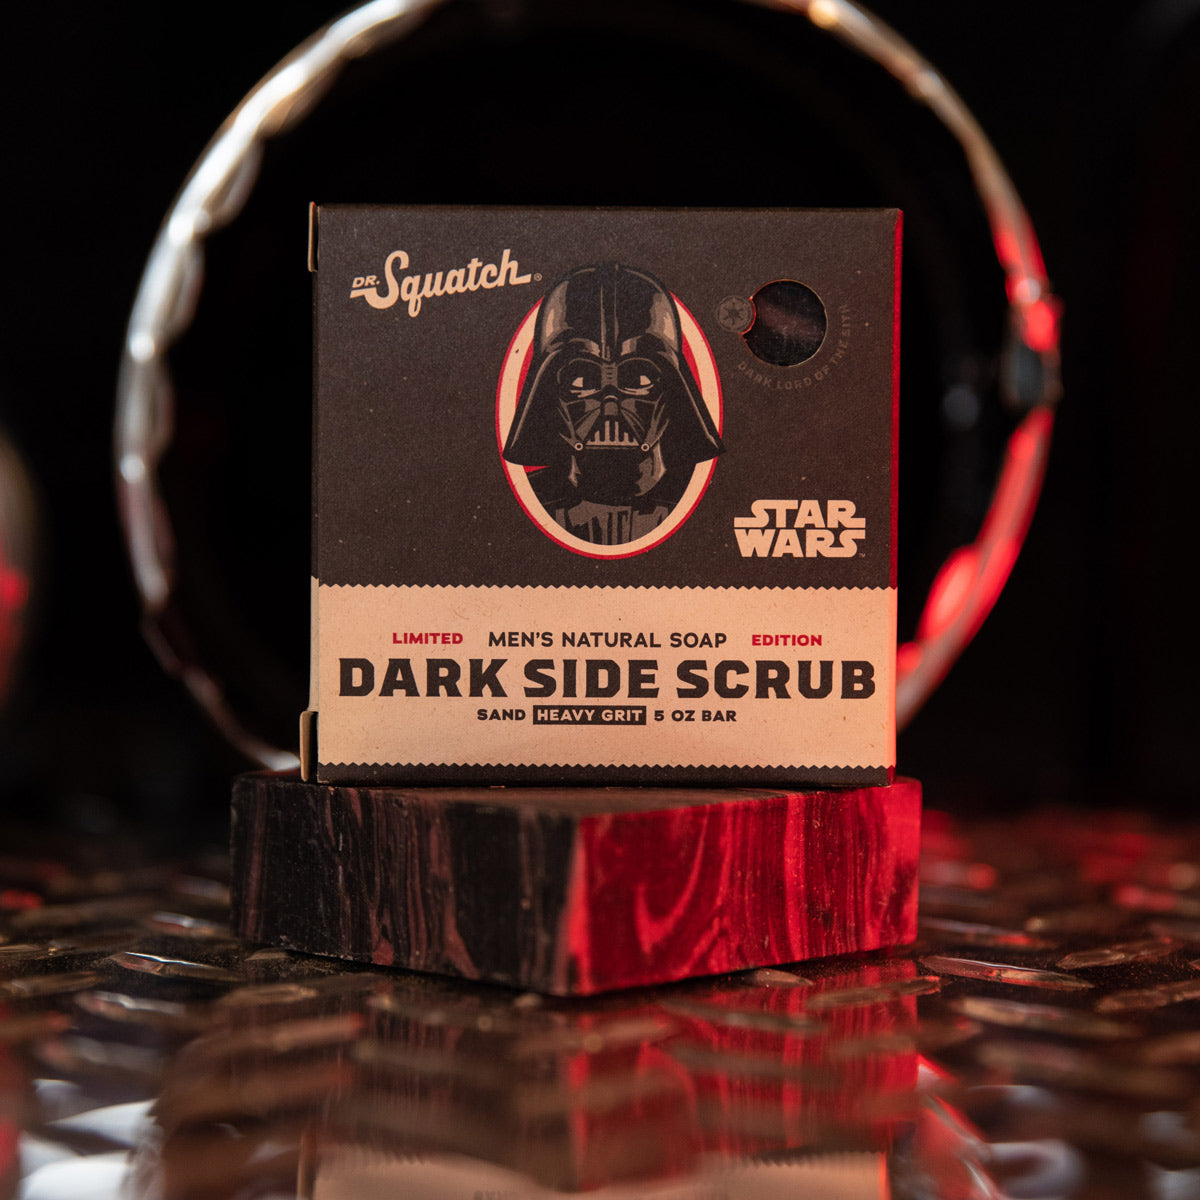 DR. Squatch®
DARK LORD OF THE SITH
STAR
WARS™
LIMITED MEN'S NATURAL SOAP EDITION
DARK SIDE SCRUB
SAND HEAVY GRIT 5 OZ BAR